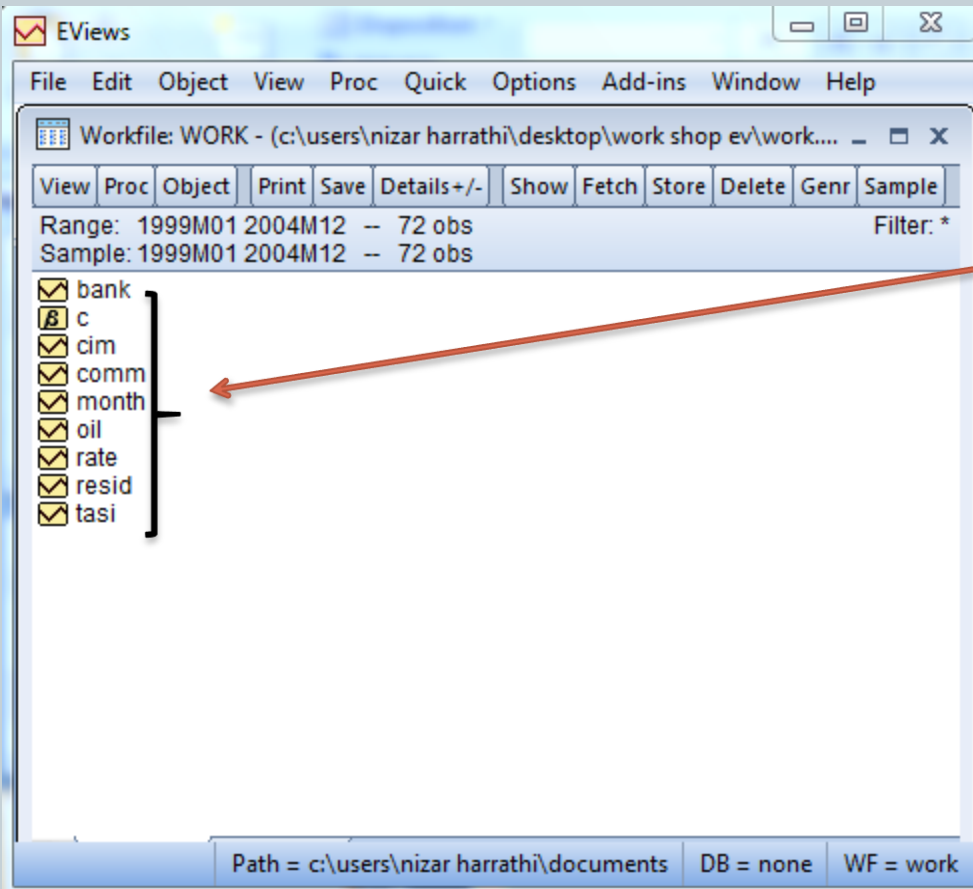 EViews
File Edit Object View Proc Quick Options Add-ins Window Help
Workfile: WORK - (c:\users\nizar harrathi\desktop\work shop ev\work....
View Proc Object Print Save Details+/- Show Fetch Store Delete Genr Sample
Range: 1999M01 2004M12 -- 72 obs Filter: *
Sample: 1999M01 2004M12 -- 72 obs
bank
β c
cim
comm
month
oil
rate
resid
tasi
Path = c:\users\nizar harrathi\documents DB = none WF = work